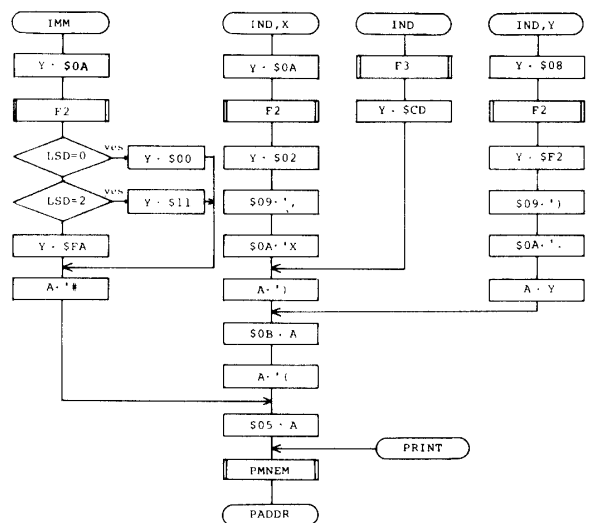 IMM
Y · $0A
F2
LSD=0
yes
Y · $00
LSD=2
yes
Y · $11
Y · $FA
A · '#
IND,X
Y · $0A
F2
Y · $02
$09 · ',
$0A · 'X
A · ')
$0B · A
A · '(
$05 · A
PMNEM
PADDR
IND
F3
Y · $CD
IND,Y
Y · $08
F2
Y · $F2
$09 · ')
$0A · '.
A · Y
PRINT